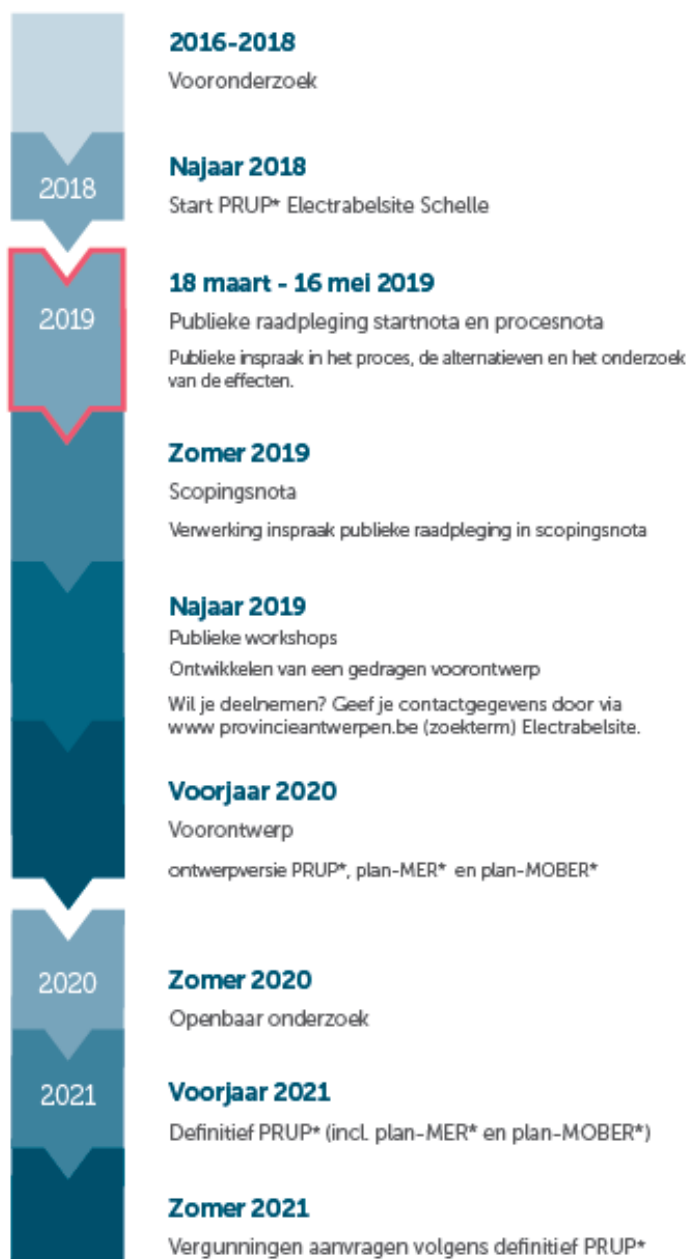 2016-2018
Vooronderzoek
2018
Najaar 2018
Start PRUP* Electrabelsite Schelle
2019
18 maart - 16 mei 2019
Publieke raadpleging startnota en procesnota
Publieke inspraak in het proces, de alternatieven en het onderzoek
van de effecten.
Zomer 2019
Scopingsnota
Verwerking inspraak publieke raadpleging in scopingsnota
Najaar 2019
Publieke workshops
Ontwikkelen van een gedragen voorontwerp
Wil je deelnemen? Geef je contactgegevens door via
www provincieantwerpen.be (zoekterm) Electrabelsite.
Voorjaar 2020
Voorontwerp
ontwerpversie PRUP*, plan-MER* en plan-MOBER*
2020
Zomer 2020
Openbaar onderzoek
2021
Voorjaar 2021
Definitief PRUP* (incl. plan-MER* en plan-MOBER*)
Zomer 2021
Vergunningen aanvragen volgens definitief PRUP*